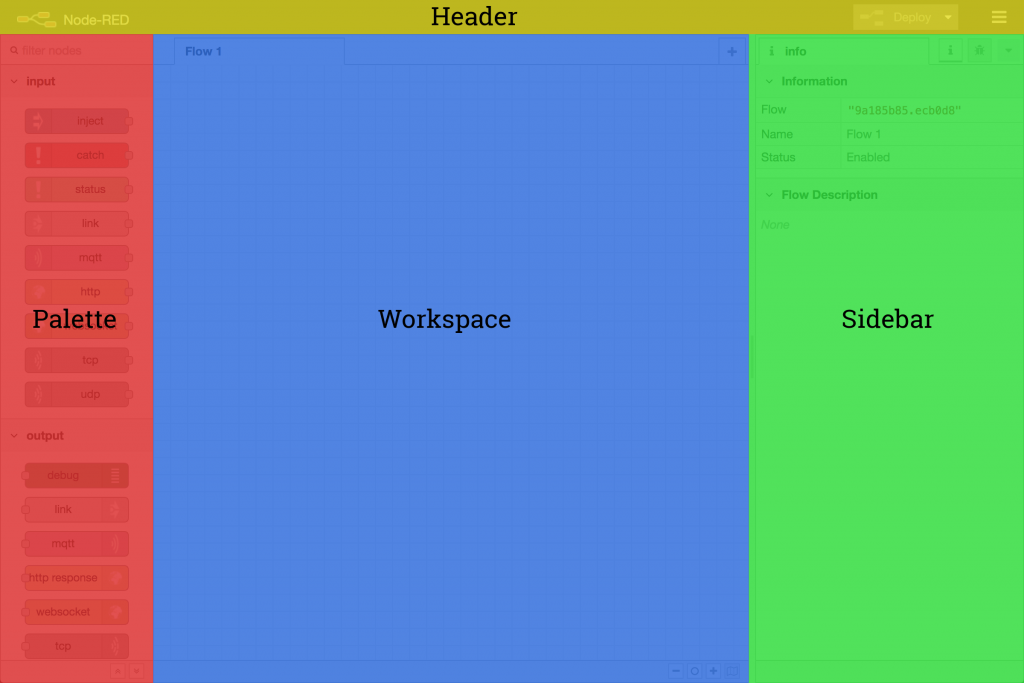 Header
Node-RED
Deploy
filter nodes
Flow 1
info
input
Information
inject
Flow
"9a185b85.ecb0d8"
Name
Flow 1
catch
Status
Enabled
status
Flow Description
link
None
mqtt
http
Palette
Workspace
Sidebar
tcp
udp
output
debug
link
mqtt
http response
websocket
tcp